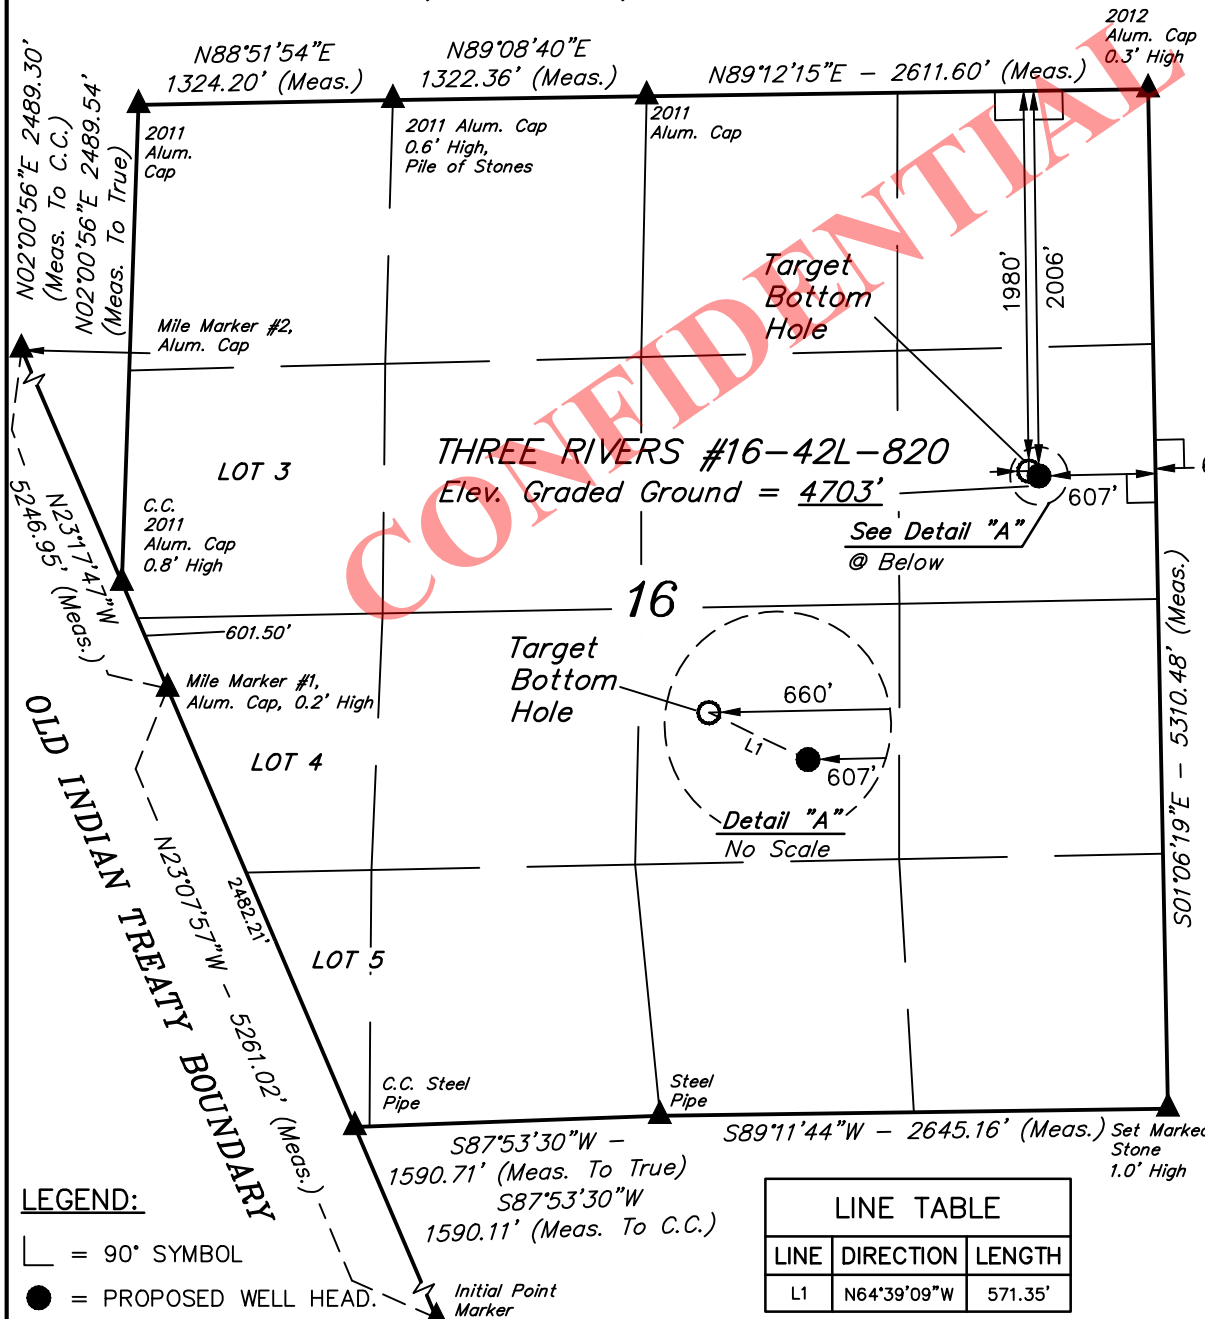 N88°51'54"E
1324.20' (Meas.)
N89°08'40"E
1322.36' (Meas.)
N89°12'15"E - 2611.60' (Meas.)
2012
Alum. Cap
0.3' High
N02°00'56"E 2489.30'
(Meas. To C.C.)
N02°00'56"E 2489.54'
(Meas. To True)
2011
Alum.
Cap
2011 Alum. Cap
0.6' High,
Pile of Stones
2011
Alum. Cap
CONFIDENTIAL
Target
Bottom
Hole
1980'
2006'
Mile Marker #2,
Alum. Cap
LOT 3
THREE RIVERS #16-42L-820
Elev. Graded Ground = 4703'
607'
See Detail "A"
@ Below
C.C.
2011
Alum. Cap
0.8' High
N23°17'47"W
5246.95' (Meas.)
16
601.50'
Mile Marker #1,
Alum. Cap, 0.2' High
Target
Bottom
Hole
660'
L1
607'
Detail "A"
No Scale
LOT 4
S01°06'19"E - 5310.48' (Meas.)
OLD INDIAN TREATY BOUNDARY
N23°07'57"W - 5261.02' (Meas.)
2482.21'
LOT 5
C.C. Steel
Pipe
Steel
Pipe
S87°53'30"W -
1590.71' (Meas. To True)
S87°53'30"W
1590.11' (Meas. To C.C.)
S89°11'44"W - 2645.16' (Meas.)
Set Marked
Stone
1.0' High
LEGEND:
= 90° SYMBOL
= PROPOSED WELL HEAD.
Initial Point
Marker
LINE TABLE
LINE DIRECTION LENGTH
L1 N64°39'09"W 571.35'